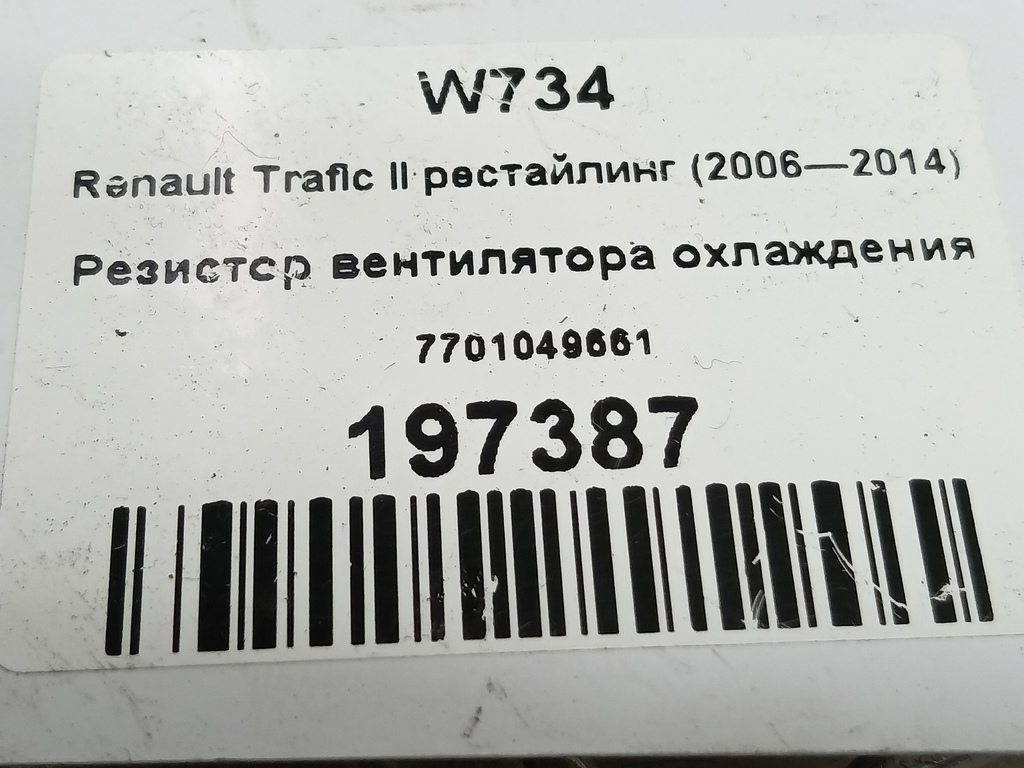 W734
Renault Trafic II рестайлинг (2006—2014)
Резистор вентилятора охлаждения
7701049661
197387